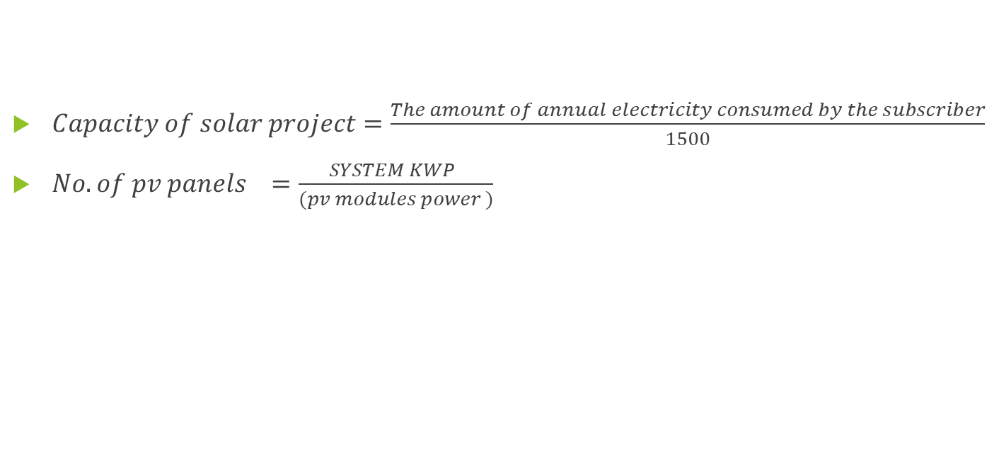 Capacity of solar project = The amount of annual electricity consumed by the subscriber / 1500
No. of pv panels = SYSTEM KWP / (pv modules power )